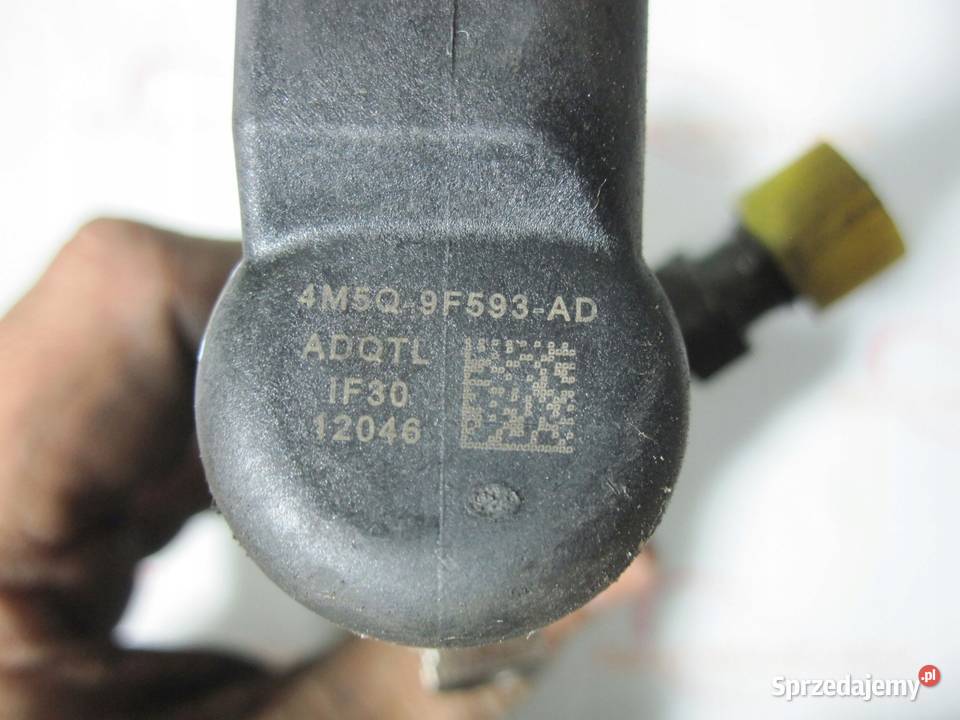 4M5Q-9F593-AD
ADQTL
IF30
12046
Sprzedajemy.pl